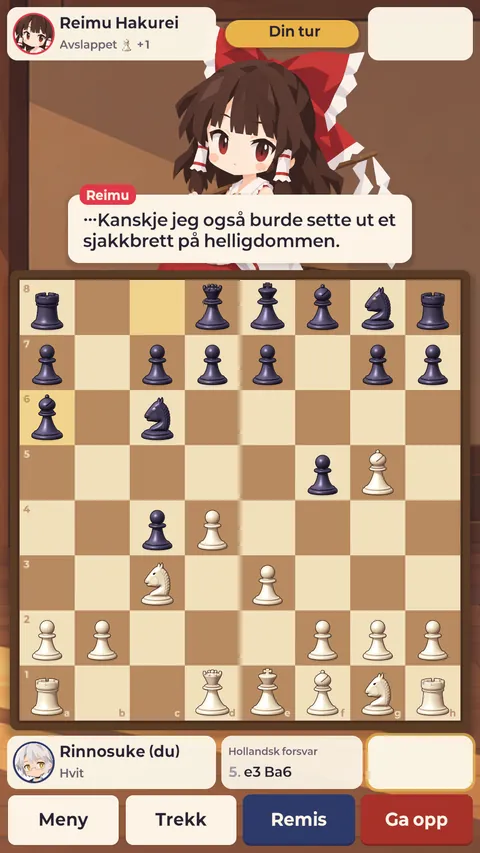 Reimu Hakurei
Avslappet +1
Din tur
Reimu
…Kanskje jeg også burde sette ut et
sjakkbrett på helligdommen.
8
7
6
5
4
3
2
1
a b c d e f g h
Rinnosuke (du)
Hvit
Hollandsk forsvar
5. e3 Ba6
Meny
Trekk
Remis
Ga opp